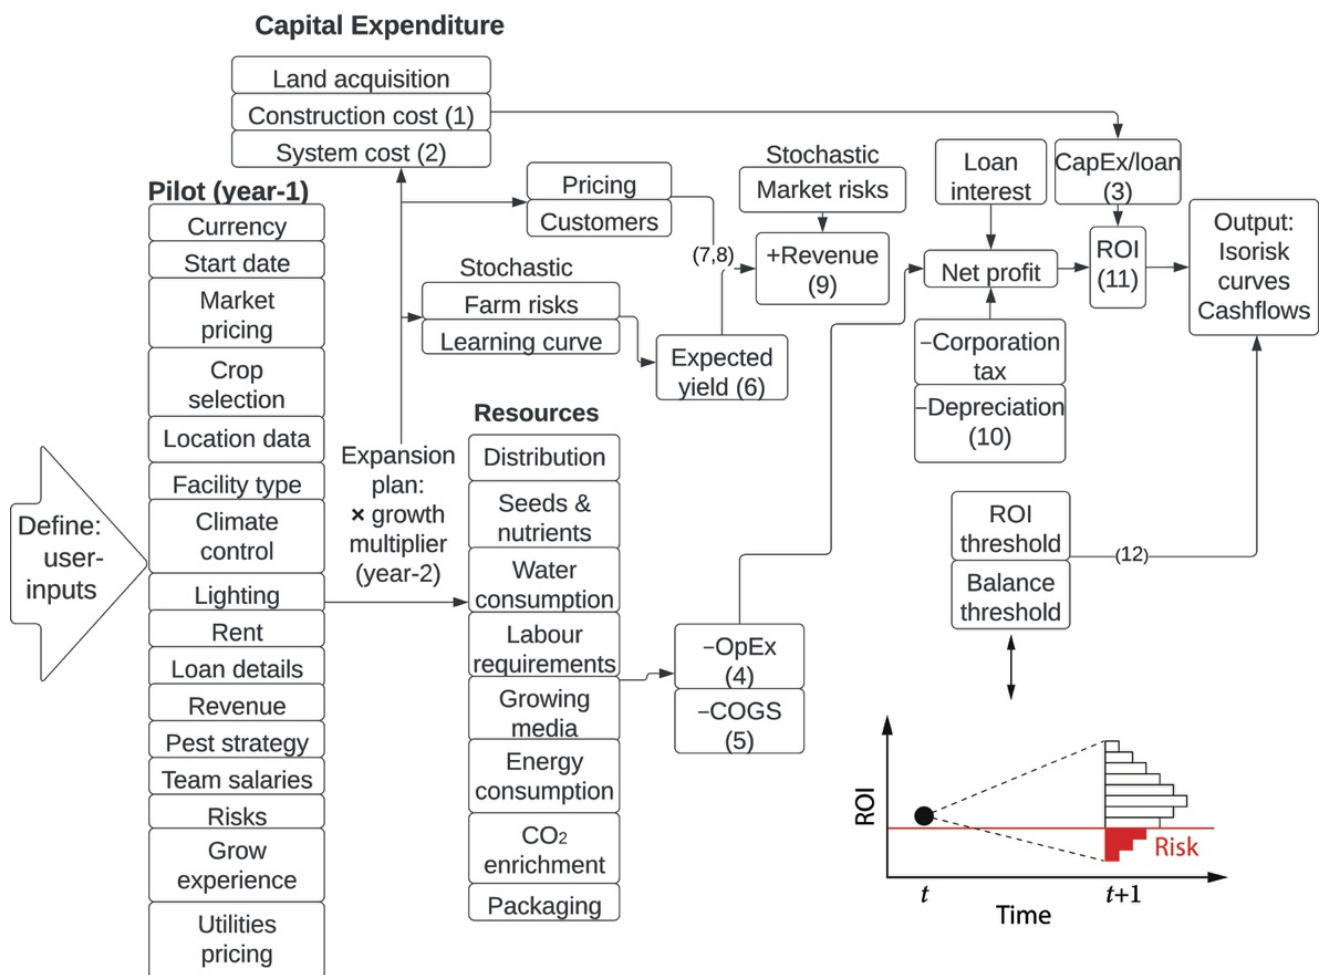 Capital Expenditure
Land acquisition
Construction cost (1)
System cost (2)
Pilot (year-1)
Currency
Start date
Market
pricing
Crop
selection
Location data
Facility type
Climate
control
Lighting
Rent
Loan details
Revenue
Pest strategy
Team salaries
Risks
Grow
experience
Utilities
pricing
Define:
user-
inputs
Expansion
plan:
× growth
multiplier
(year-2)
Pricing
Customers
Stochastic
Farm risks
Learning curve
Expected
yield (6)
(7,8)
Stochastic
Market risks
+Revenue
(9)
Resources
Distribution
Seeds &
nutrients
Water
consumption
Labour
requirements
Growing
media
Energy
consumption
CO₂
enrichment
Packaging
−OpEx
(4)
−COGS
(5)
Loan
interest
CapEx/loan
(3)
Net profit
ROI
(11)
−Corporation
tax
−Depreciation
(10)
Output:
Isorisk
curves
Cashflows
ROI
threshold
Balance
threshold
(12)
ROI
Risk
t
t+1
Time